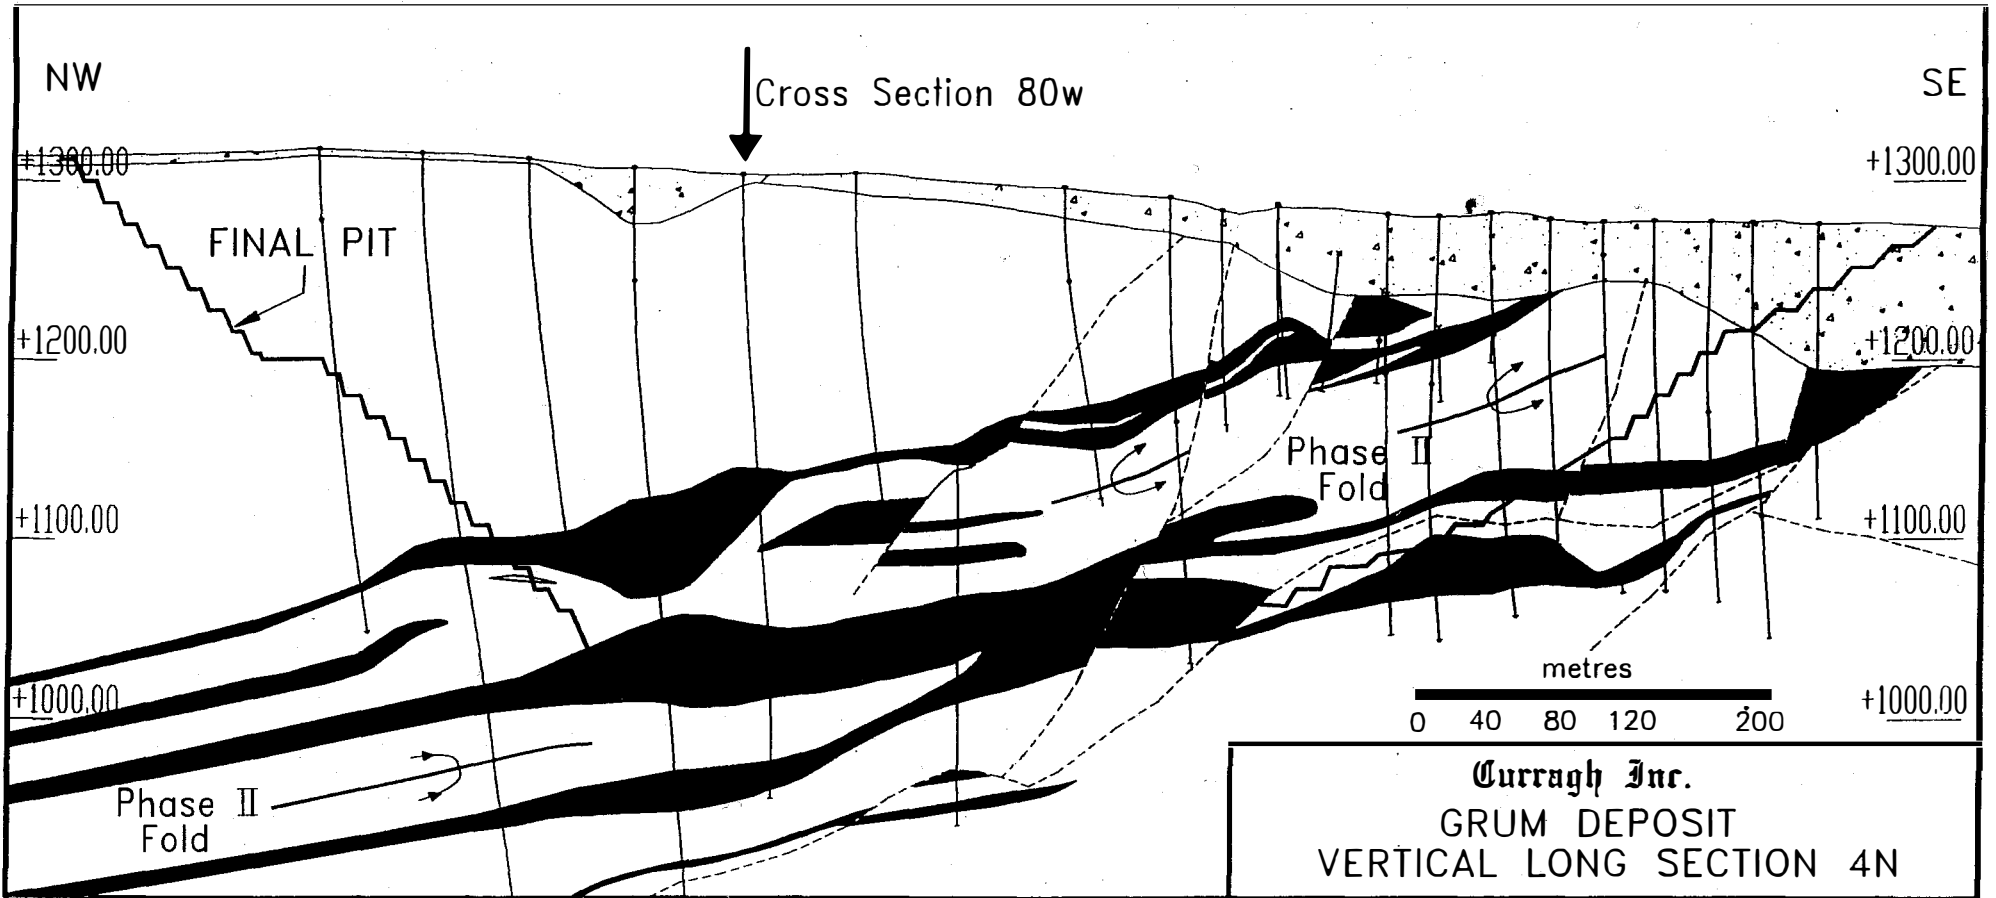 NW
SE
Cross Section 80w
+1300.00
+1300.00
FINAL PIT
+1200.00
+1200.00
Phase II
Fold
+1100.00
+1100.00
metres
+1000.00
+1000.00
0 40 80 120 200
Phase II
Fold
Curragh Inc.
GRUM DEPOSIT
VERTICAL LONG SECTION 4N